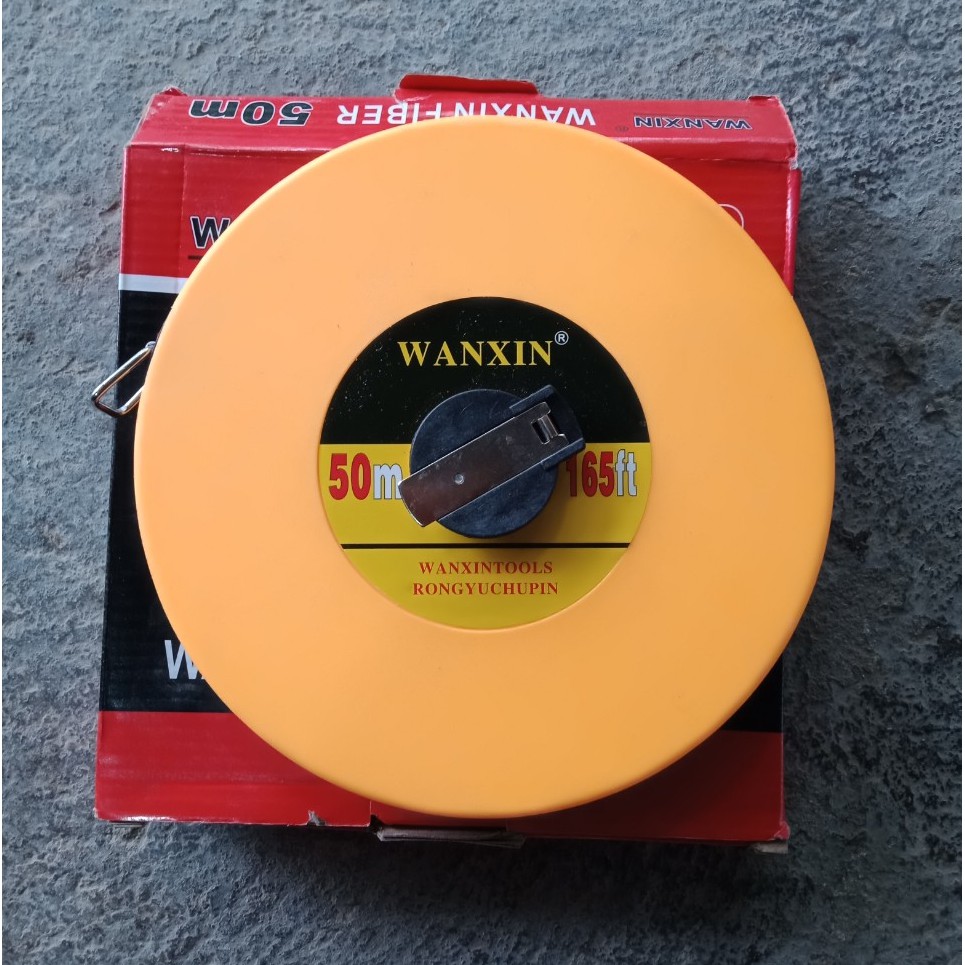 WANXIN® WANXIN FIBER 50m
WANXIN®
50m 165ft
WANXINTOOLS
RONGYUCHUPIN